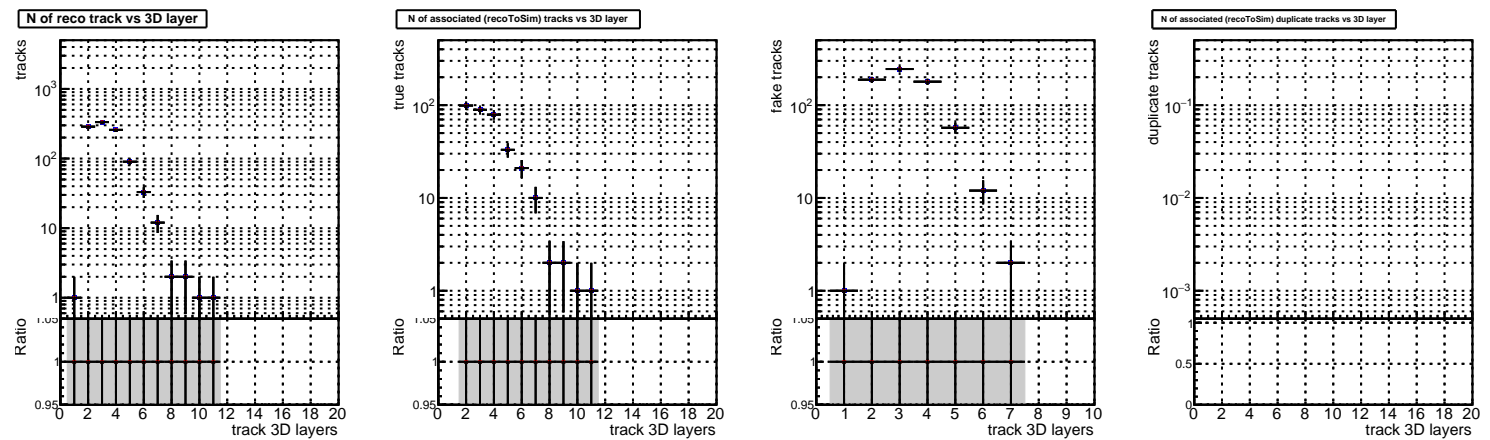 N of reco track vs 3D layer
tracks
10³
10²
10
1
Ratio
1.05
1
0.95
0 2 4 6 8 10 12 14 16 18 20
track 3D layers
N of associated (recoToSim) tracks vs 3D layer
true tracks
10²
10
1
Ratio
1.05
1
0.95
0 2 4 6 8 10 12 14 16 18 20
track 3D layers
fake tracks
10²
10
1
Ratio
1.05
1
0.95
0 1 2 3 4 5 6 7 8 9 10
track 3D layers
N of associated (recoToSim) duplicate tracks vs 3D layer
duplicate tracks
10⁻¹
10⁻²
10⁻³
Ratio
1
0.5
0
0 2 4 6 8 10 12 14 16 18 20
track 3D layers